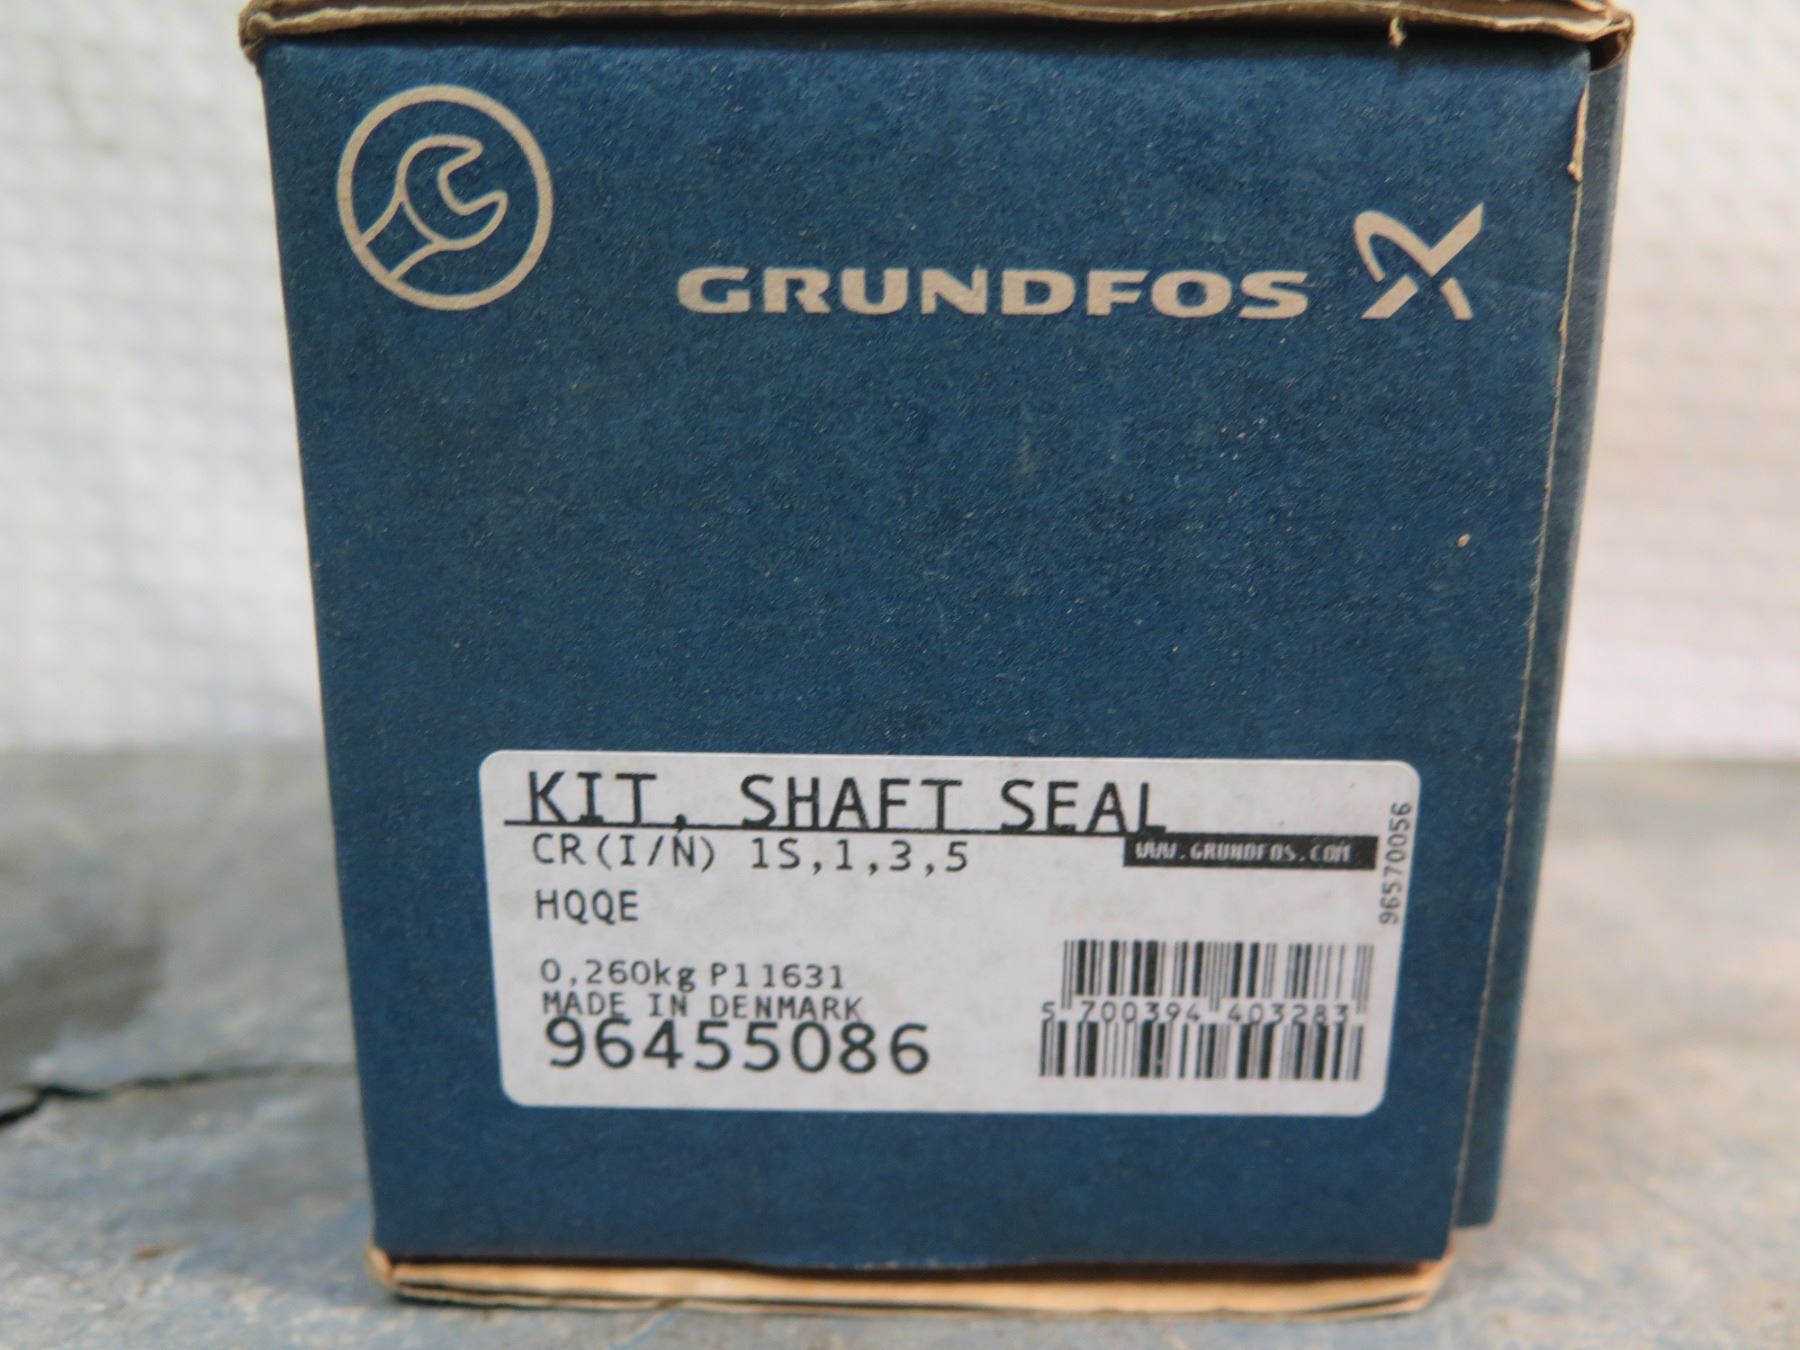 GRUNDFOS
KIT, SHAFT SEAL
CR(I/N) 1S,1,3,5
WWW.GRUNDFOS.COM
HQQE
96570056
0,260kg P11631
MADE IN DENMARK
96455086
5 700394 403283